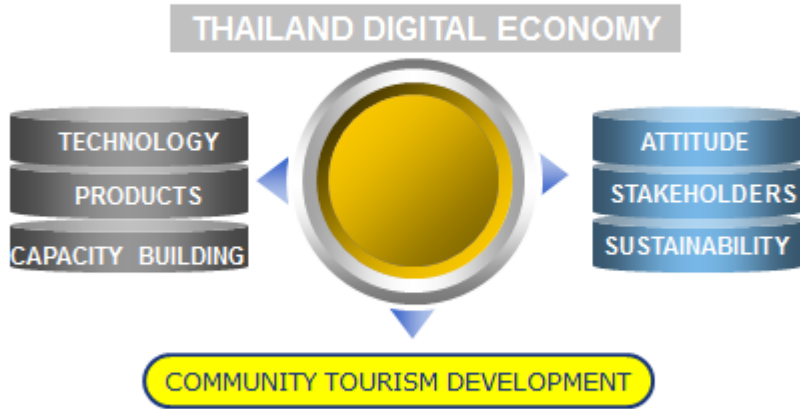 THAILAND DIGITAL ECONOMY
TECHNOLOGY
PRODUCTS
CAPACITY BUILDING
ATTITUDE
STAKEHOLDERS
SUSTAINABILITY
COMMUNITY TOURISM DEVELOPMENT